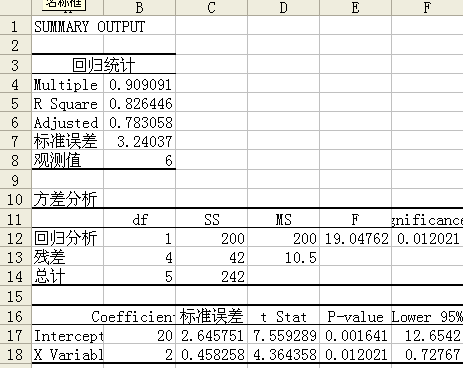 名称框
A B C D E F
1 SUMMARY OUTPUT
2
3 回归统计
4 Multiple 0.909091
5 R Square 0.826446
6 Adjusted 0.783058
7 标准误差 3.24037
8 观测值 6
9
10 方差分析
11 df SS MS F gnificance
12 回归分析 1 200 200 19.04762 0.012021
13 残差 4 42 10.5
14 总计 5 242
15
16 Coefficien 标准误差 t Stat P-value Lower 95%
17 Intercept 20 2.645751 7.559289 0.001641 12.6542
18 X Variabl 2 0.458258 4.364358 0.012021 0.72767